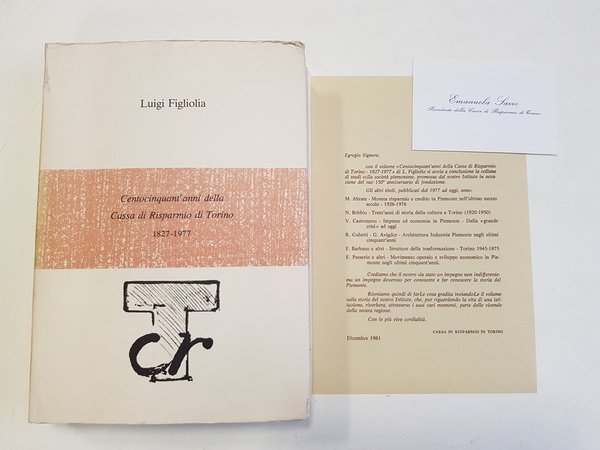 Luigi Figliolia
Centocinquant'anni della
Cassa di Risparmio di Torino
1827-1977
T
cr
Emanuela Savio
Presidente della Cassa di Risparmio di Torino
Egregio Signore,
con il volume «Centocinquant'anni della Cassa di Risparmio
di Torino - 1827-1977» di L. Figliolia si avvia a conclusione la collana
di studi sulla società piemontese, promossa dal nostro Istituto in occa-
sione del suo 150° anniversario di fondazione.
Gli altri titoli, pubblicati dal 1977 ad oggi, sono:
M. Abrate - Moneta risparmio e credito in Piemonte nell'ultimo mezzo
secolo - 1926-1976
N. Bobbio - Trent'anni di storia della cultura a Torino (1920-1950)
V. Castronovo - Imprese ed economia in Piemonte - Dalla «grande
crisi» ad oggi
R. Gabetti - G. Avigdor - Architettura Industria Piemonte negli ultimi
cinquant'anni
F. Barbano e altri - Strutture della trasformazione - Torino 1945-1975
E. Passerin e altri - Movimento operaio e sviluppo economico in Pie-
monte negli ultimi cinquant'anni.
Crediamo che il nostro sia stato un impegno non indifferente:
ma un impegno doveroso per conoscere e far conoscere la storia del
Piemonte.
Riteniamo quindi di farLe cosa gradita inviandoLe il volume
sulla storia del nostro Istituto, che, per riguardando la vita di una isti-
tuzione, riverbera, attraverso i suoi vari momenti, parte delle vicende
della nostra regione.
Con le più vive cordialità.
CASSA DI RISPARMIO DI TORINO
Dicembre 1981